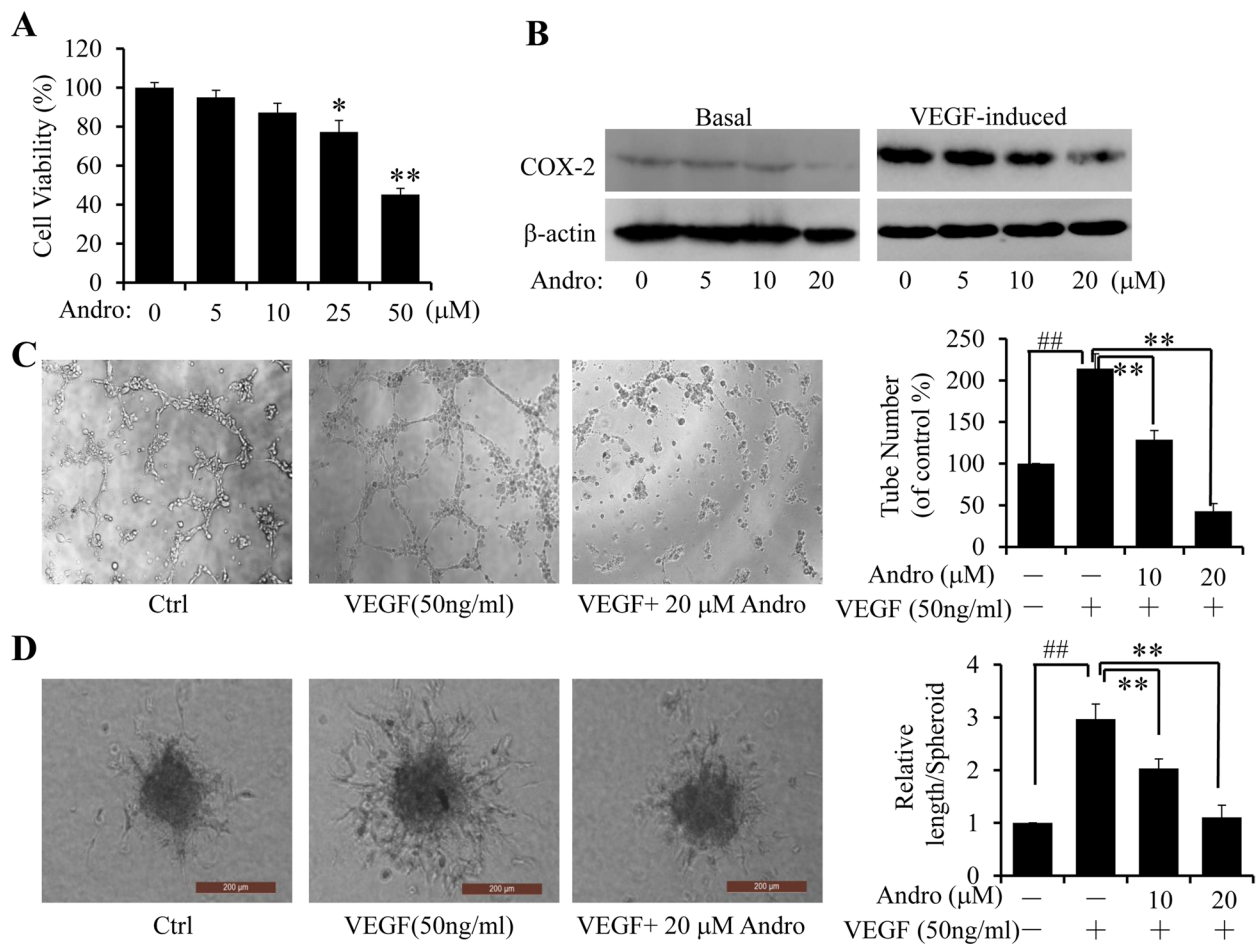 A
120
100
80
60
40
20
0
Cell Viability (%)
*
**
Andro: 0 5 10 25 50 (μM)
B
Basal VEGF-induced
COX-2
β-actin
Andro: 0 5 10 20 0 5 10 20 (μM)
C
Ctrl VEGF(50ng/ml) VEGF+ 20 μM Andro
250
200
150
100
50
0
Tube Number
(of control %)
## **
**
Andro (μM) — — 10 20
VEGF (50ng/ml) — + + +
D
200 μm 200 μm 200 μm
Ctrl VEGF(50ng/ml) VEGF+ 20 μM Andro
4
3
2
1
0
Relative
length/Spheroid
## **
**
Andro (μM) — — 10 20
VEGF (50ng/ml) — + + +